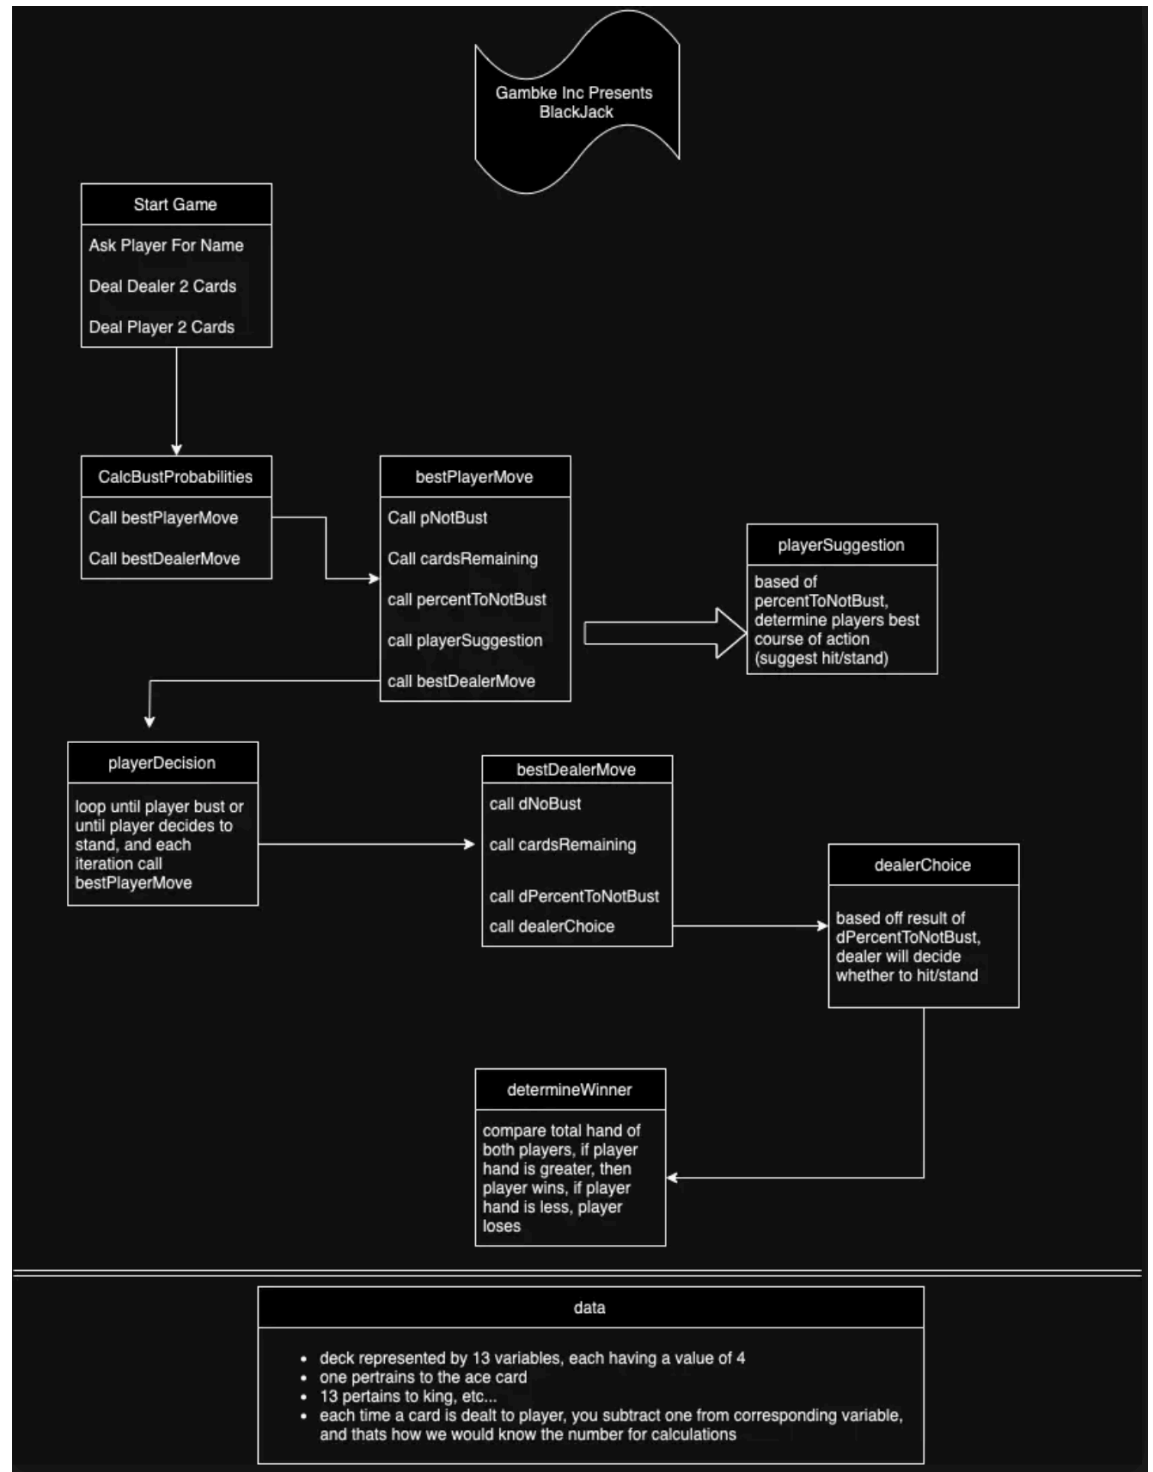 Gambke Inc Presents
BlackJack
Start Game
Ask Player For Name
Deal Dealer 2 Cards
Deal Player 2 Cards
CalcBustProbabilities
Call bestPlayerMove
Call bestDealerMove
bestPlayerMove
Call pNotBust
Call cardsRemaining
call percentToNotBust
call playerSuggestion
call bestDealerMove
playerSuggestion
based of
percentToNotBust,
determine players best
course of action
(suggest hit/stand)
playerDecision
loop until player bust or
until player decides to
stand, and each
iteration call
bestPlayerMove
bestDealerMove
call dNoBust
call cardsRemaining
call dPercentToNotBust
call dealerChoice
dealerChoice
based off result of
dPercentToNotBust,
dealer will decide
whether to hit/stand
determineWinner
compare total hand of
both players, if player
hand is greater, then
player wins, if player
hand is less, player
loses
data
• deck represented by 13 variables, each having a value of 4
• one pertrains to the ace card
• 13 pertains to king, etc...
• each time a card is dealt to player, you subtract one from corresponding variable,
and thats how we would know the number for calculations